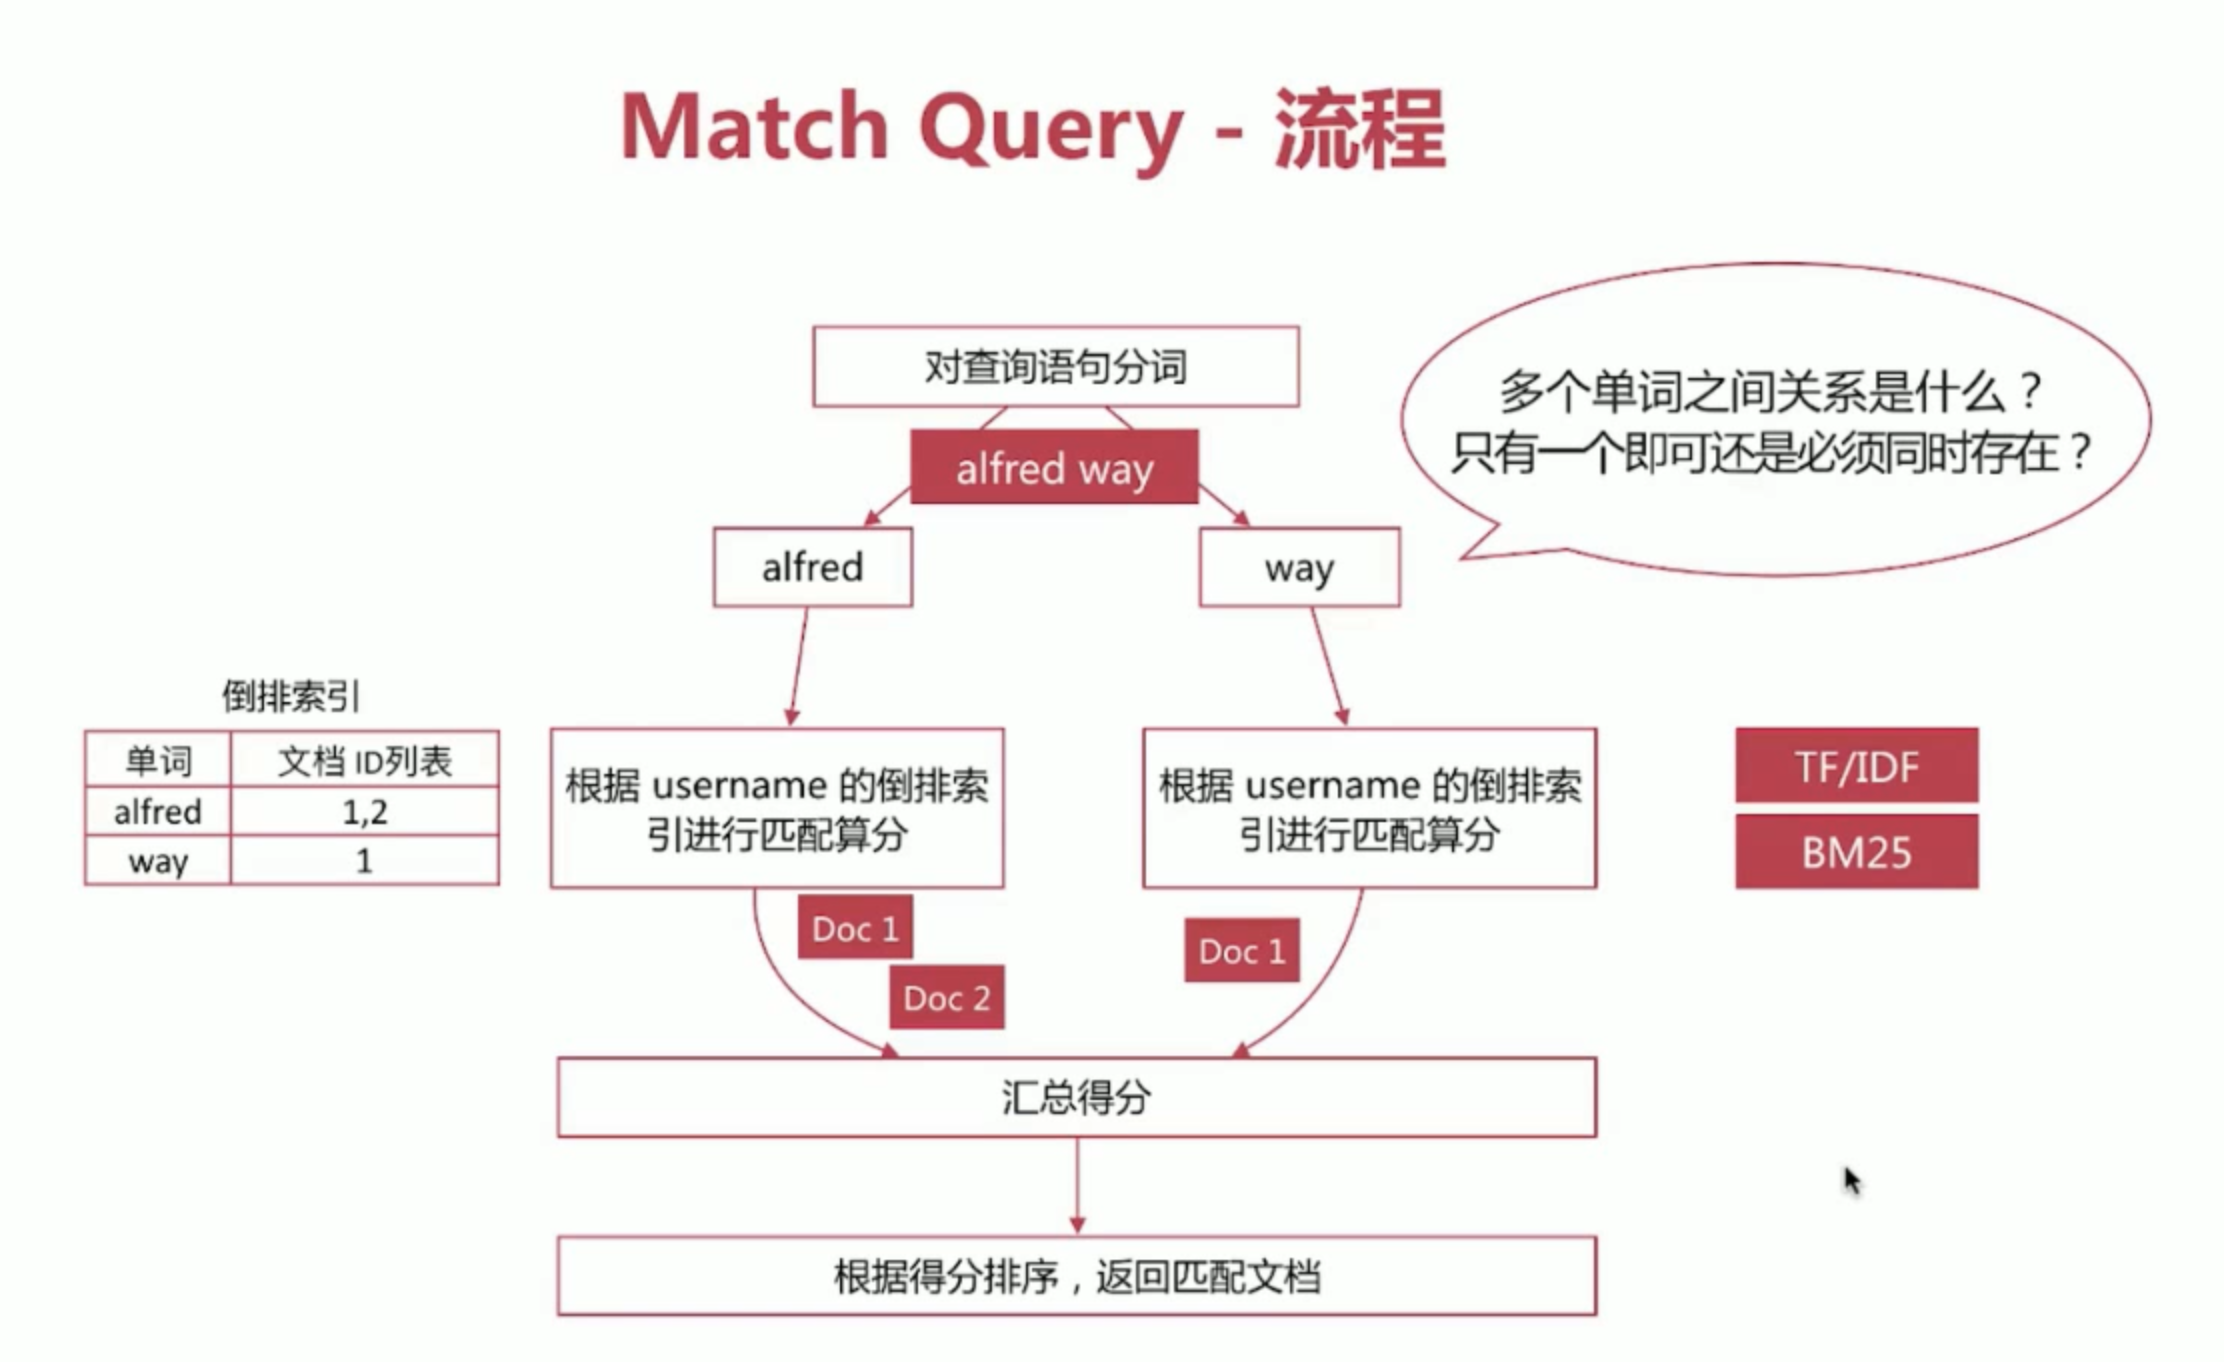 Match Query - 流程
对查询语句分词
alfred way
多个单词之间关系是什么？
只有一个即可还是必须同时存在？
alfred
way
倒排索引
单词 文档 ID列表
alfred 1,2
way 1
根据 username 的倒排索
引进行匹配算分
根据 username 的倒排索
引进行匹配算分
TF/IDF
BM25
Doc 1
Doc 2
Doc 1
汇总得分
根据得分排序，返回匹配文档